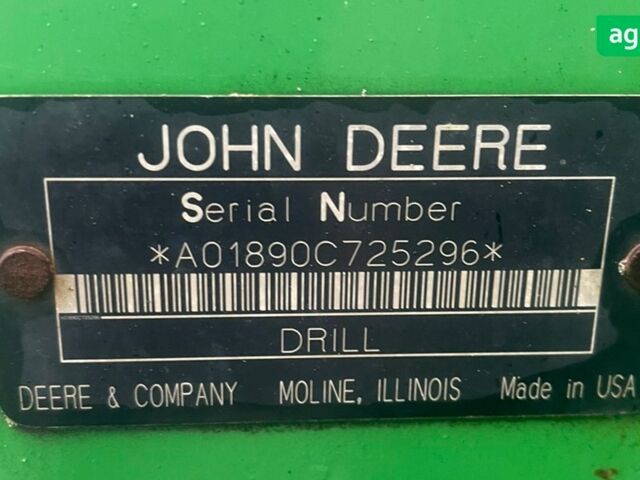 ag
JOHN DEERE
Serial Number
*A01890C725296*
DRILL
DEERE & COMPANY MOLINE, ILLINOIS Made in USA